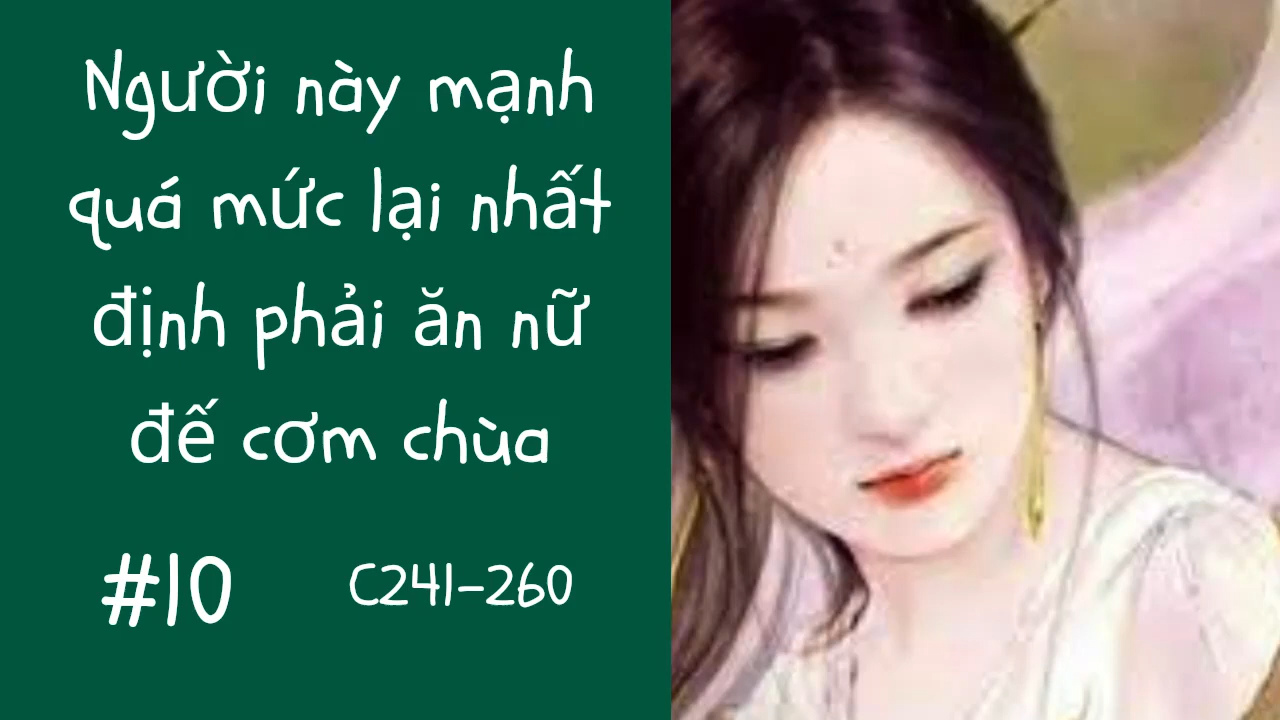 Người này mạnh
quá mức lại nhất
định phải ăn nữ
đế cơm chùa
#10 C241-260